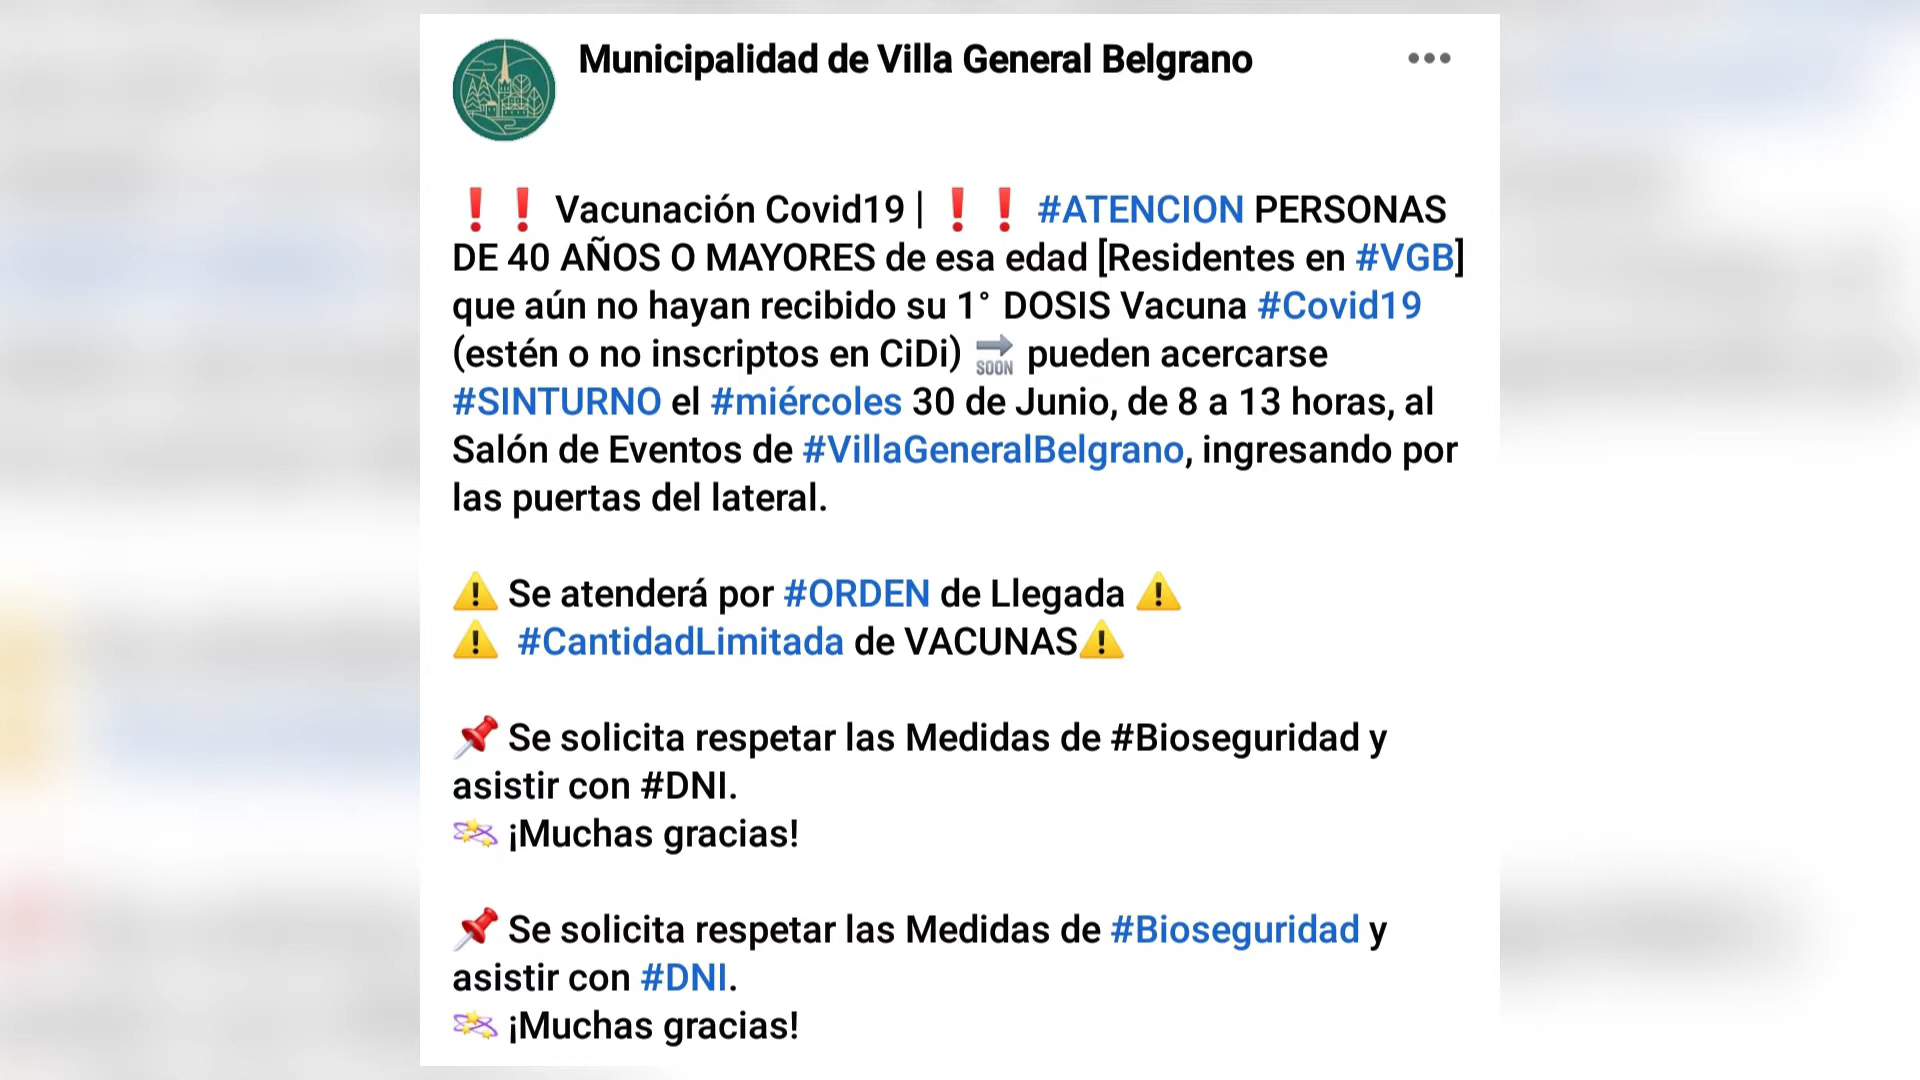 Municipalidad de Villa General Belgrano
❗❗ Vacunación Covid19 | ❗❗ #ATENCION PERSONAS
DE 40 AÑOS O MAYORES de esa edad [Residentes en #VGB]
que aún no hayan recibido su 1° DOSIS Vacuna #Covid19
(estén o no inscriptos en CiDi) 🔜 pueden acercarse
#SINTURNO el #miércoles 30 de Junio, de 8 a 13 horas, al
Salón de Eventos de #VillaGeneralBelgrano, ingresando por
las puertas del lateral.
⚠️ Se atenderá por #ORDEN de Llegada ⚠️
⚠️ #CantidadLimitada de VACUNAS⚠️
📌 Se solicita respetar las Medidas de #Bioseguridad y
asistir con #DNI.
💫 ¡Muchas gracias!
📌 Se solicita respetar las Medidas de #Bioseguridad y
asistir con #DNI.
💫 ¡Muchas gracias!